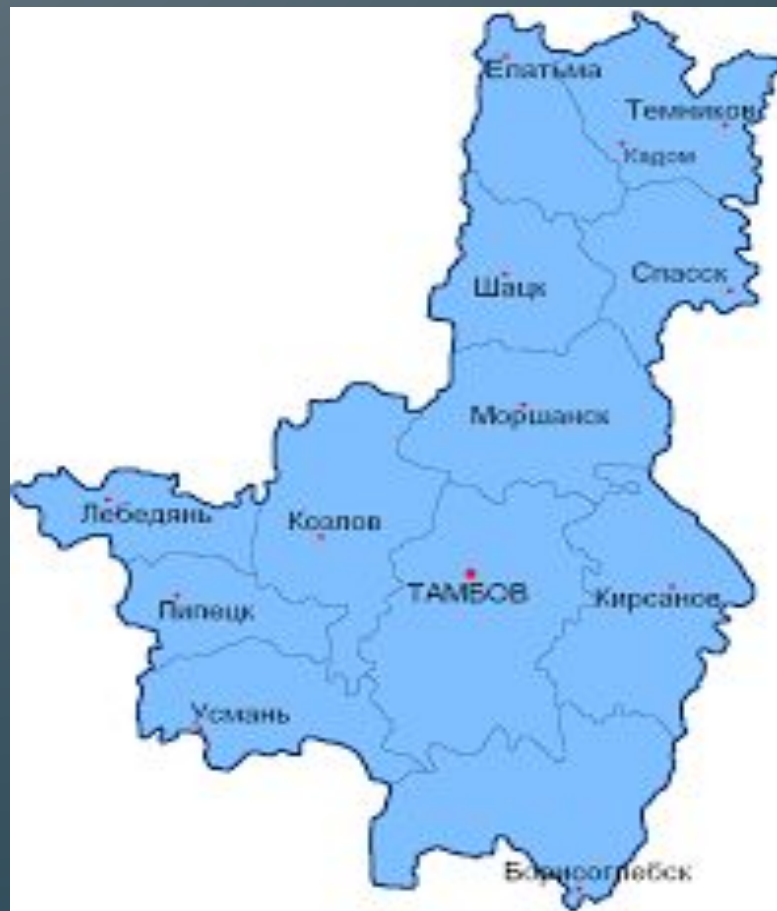 Елатьма
Темников
Кадом
Шацк
Спасск
Моршанск
Лебедянь
Козлов
ТАМБОВ
Кирсанов
Липецк
Усмань
Борисоглебск